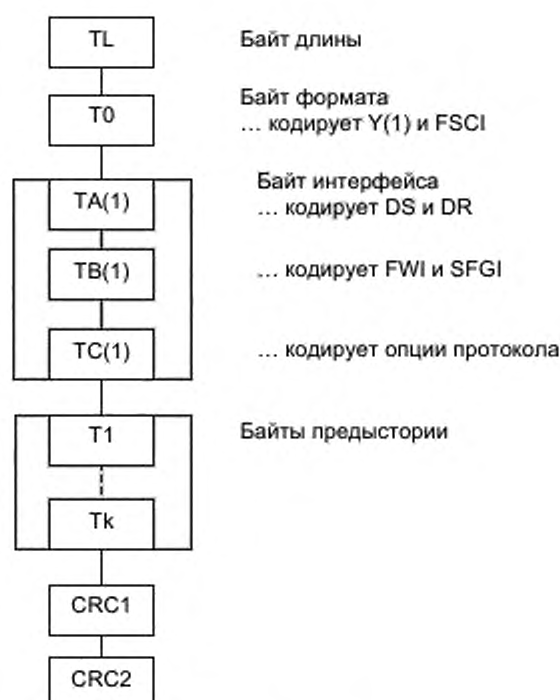 TL
Байт длины
T0
Байт формата
... кодирует Y(1) и FSCI
TA(1)
Байт интерфейса
... кодирует DS и DR
TB(1)
... кодирует FWI и SFGI
TC(1)
... кодирует опции протокола
T1
Байты предыстории
Tk
CRC1
CRC2